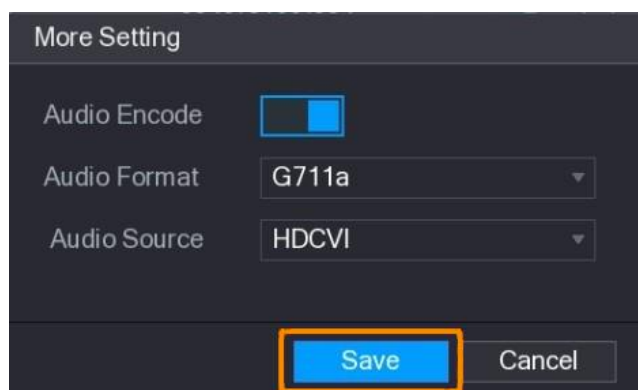 More Setting
Audio Encode
Audio Format G711a
Audio Source HDCVI
Save Cancel